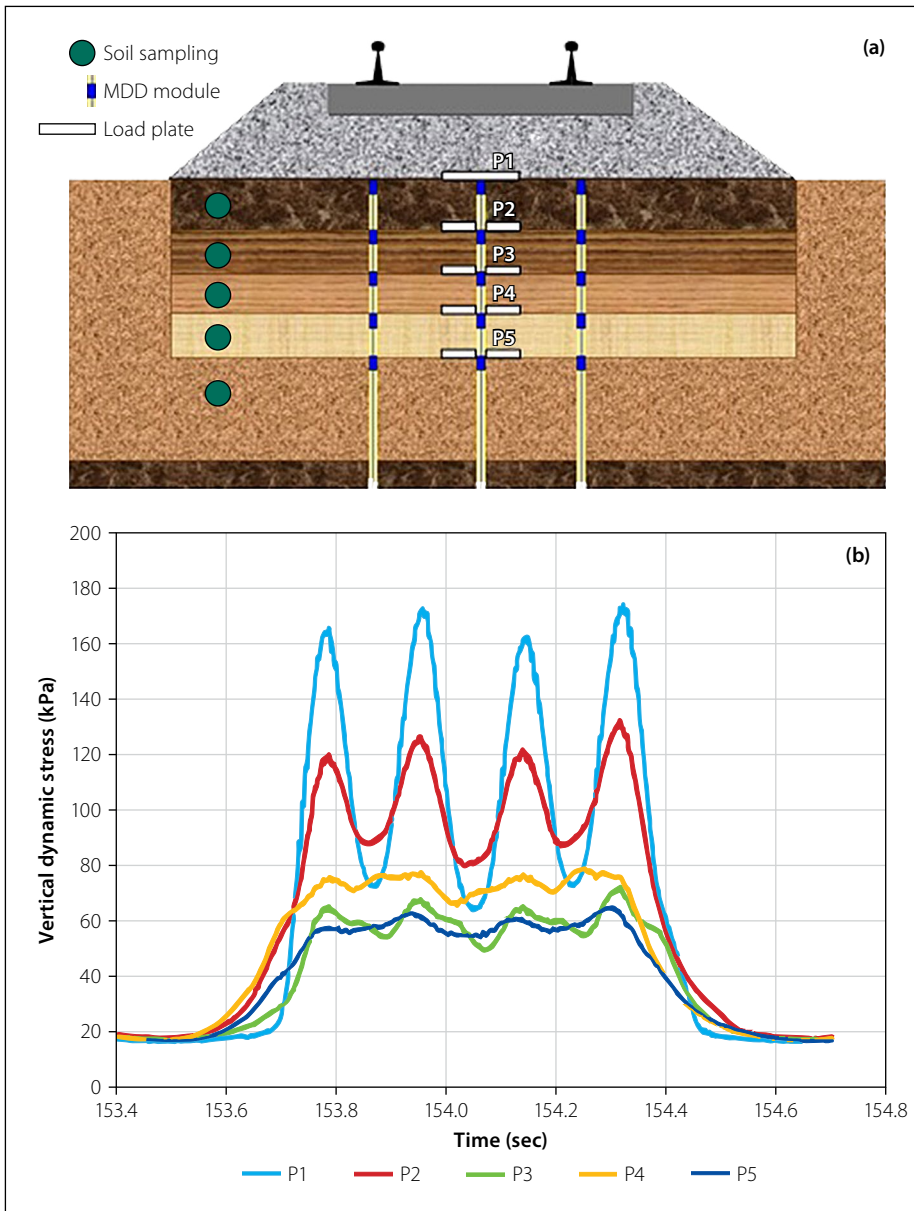 (a)
Soil sampling
MDD module
Load plate
P1
P2
P3
P4
P5
(b)
Vertical dynamic stress (kPa)
200
180
160
140
120
100
80
60
40
20
0
153.4 153.6 153.8 154.0 154.2 154.4 154.6 154.8
Time (sec)
P1 P2 P3 P4 P5